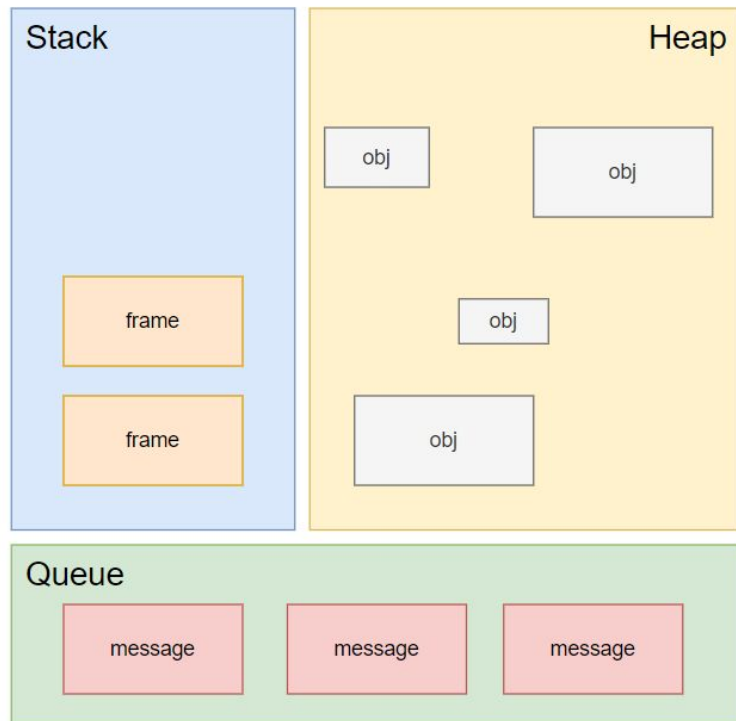 Stack
frame
frame
Heap
obj
obj
obj
obj
Queue
message
message
message